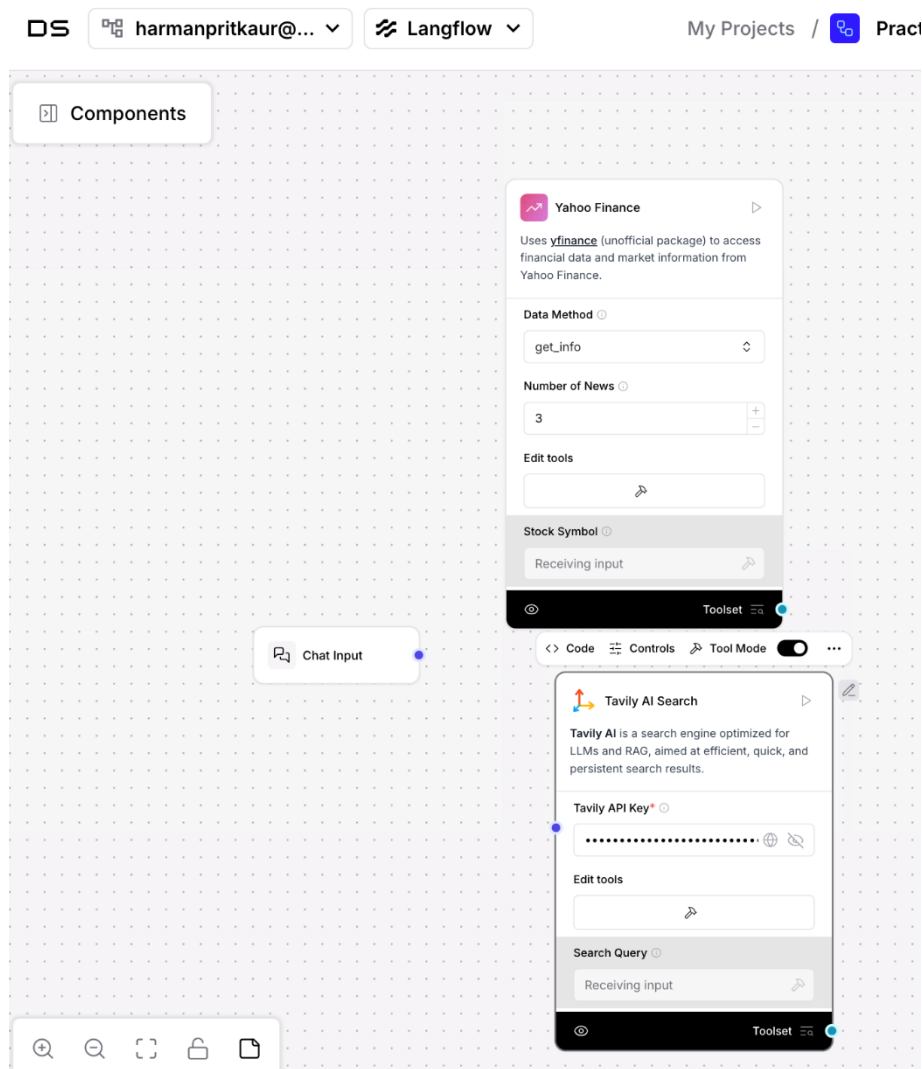 DS harmanpritkaur@... Langflow My Projects / Pract
Components
Yahoo Finance
Uses yfinance (unofficial package) to access
financial data and market information from
Yahoo Finance.
Data Method
get_info
Number of News
3
Edit tools
Stock Symbol
Receiving input
Toolset
Chat Input
Code Controls Tool Mode ...
Tavily AI Search
Tavily AI is a search engine optimized for
LLMs and RAG, aimed at efficient, quick, and
persistent search results.
Tavily API Key*
••••••••••••••••••••••••••
Edit tools
Search Query
Receiving input
Toolset